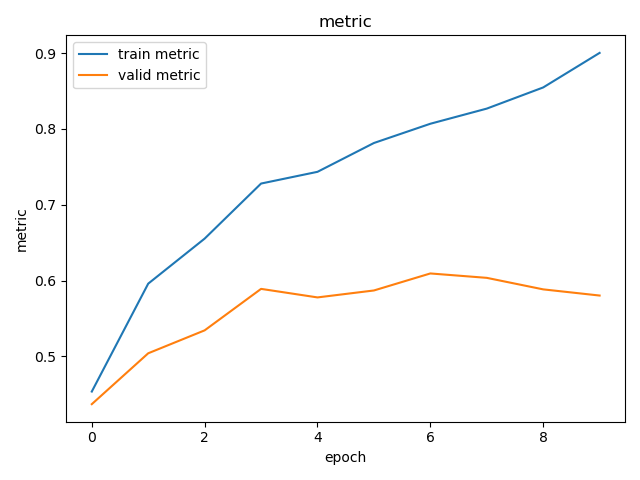 metric
train metric
valid metric
0.9
0.8
0.7
0.6
0.5
metric
0 2 4 6 8
epoch